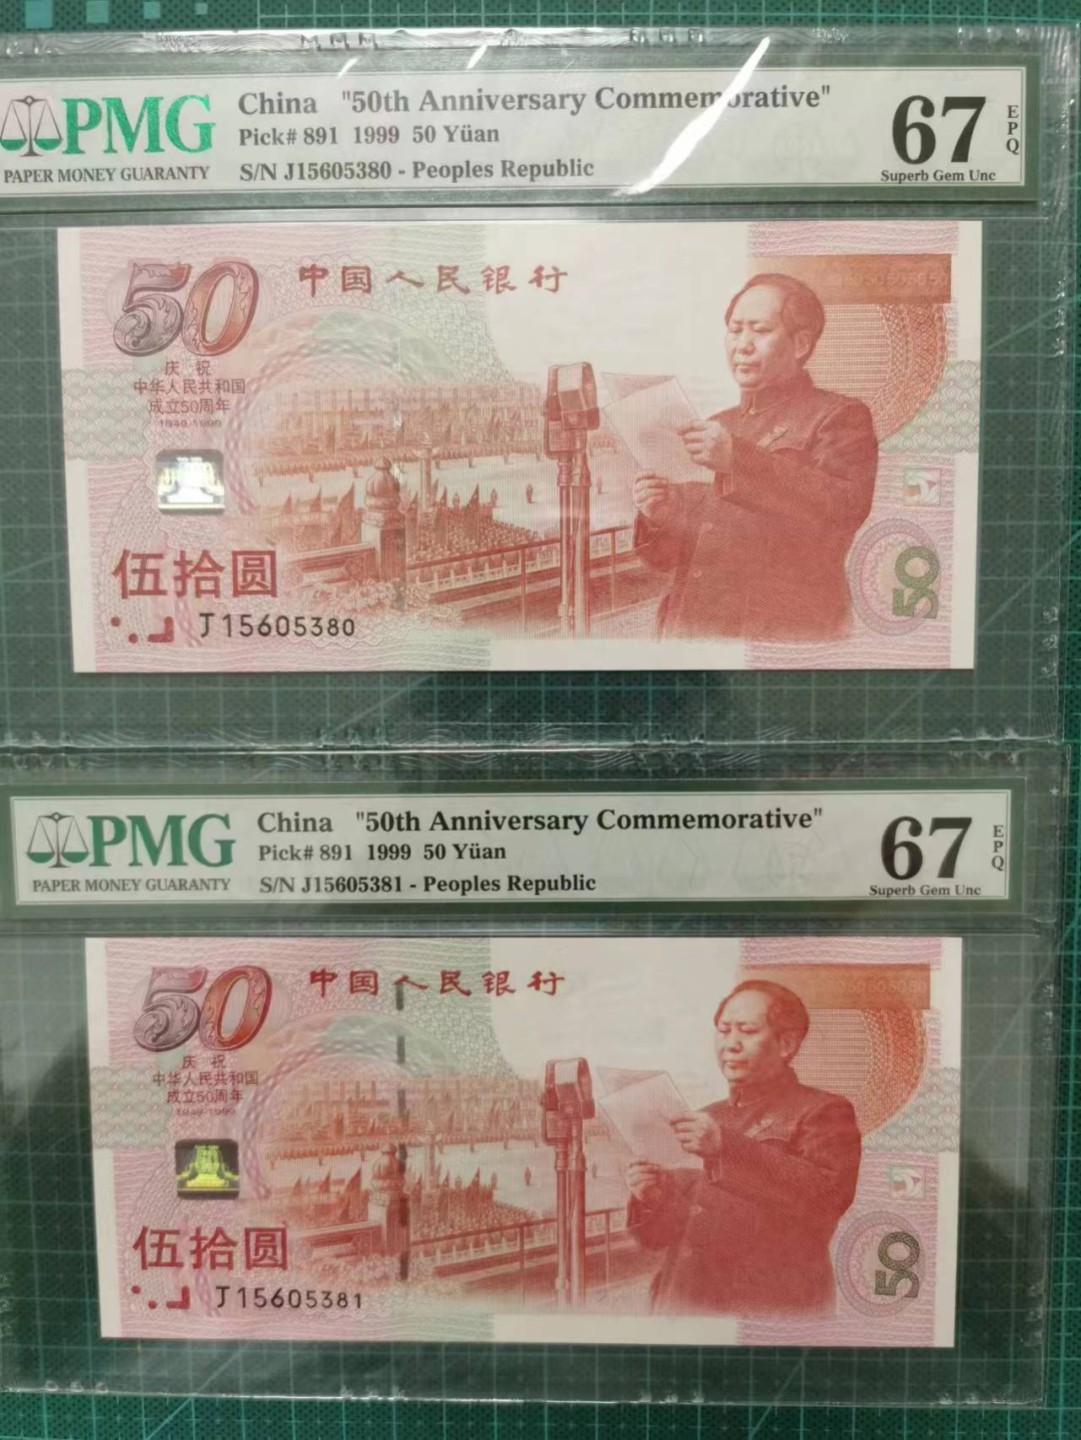 PMG
PAPER MONEY GUARANTY
China "50th Anniversary Commemorative"
Pick# 891 1999 50 Yüan
S/N J15605380 - Peoples Republic
67
EPQ
Superb Gem Unc
50
中国人民银行
庆祝
中华人民共和国
成立50周年
1949-1999
伍拾圆
J15605380
50
PMG
PAPER MONEY GUARANTY
China "50th Anniversary Commemorative"
Pick# 891 1999 50 Yüan
S/N J15605381 - Peoples Republic
67
EPQ
Superb Gem Unc
50
中国人民银行
庆祝
中华人民共和国
成立50周年
1949-1999
伍拾圆
J15605381
50